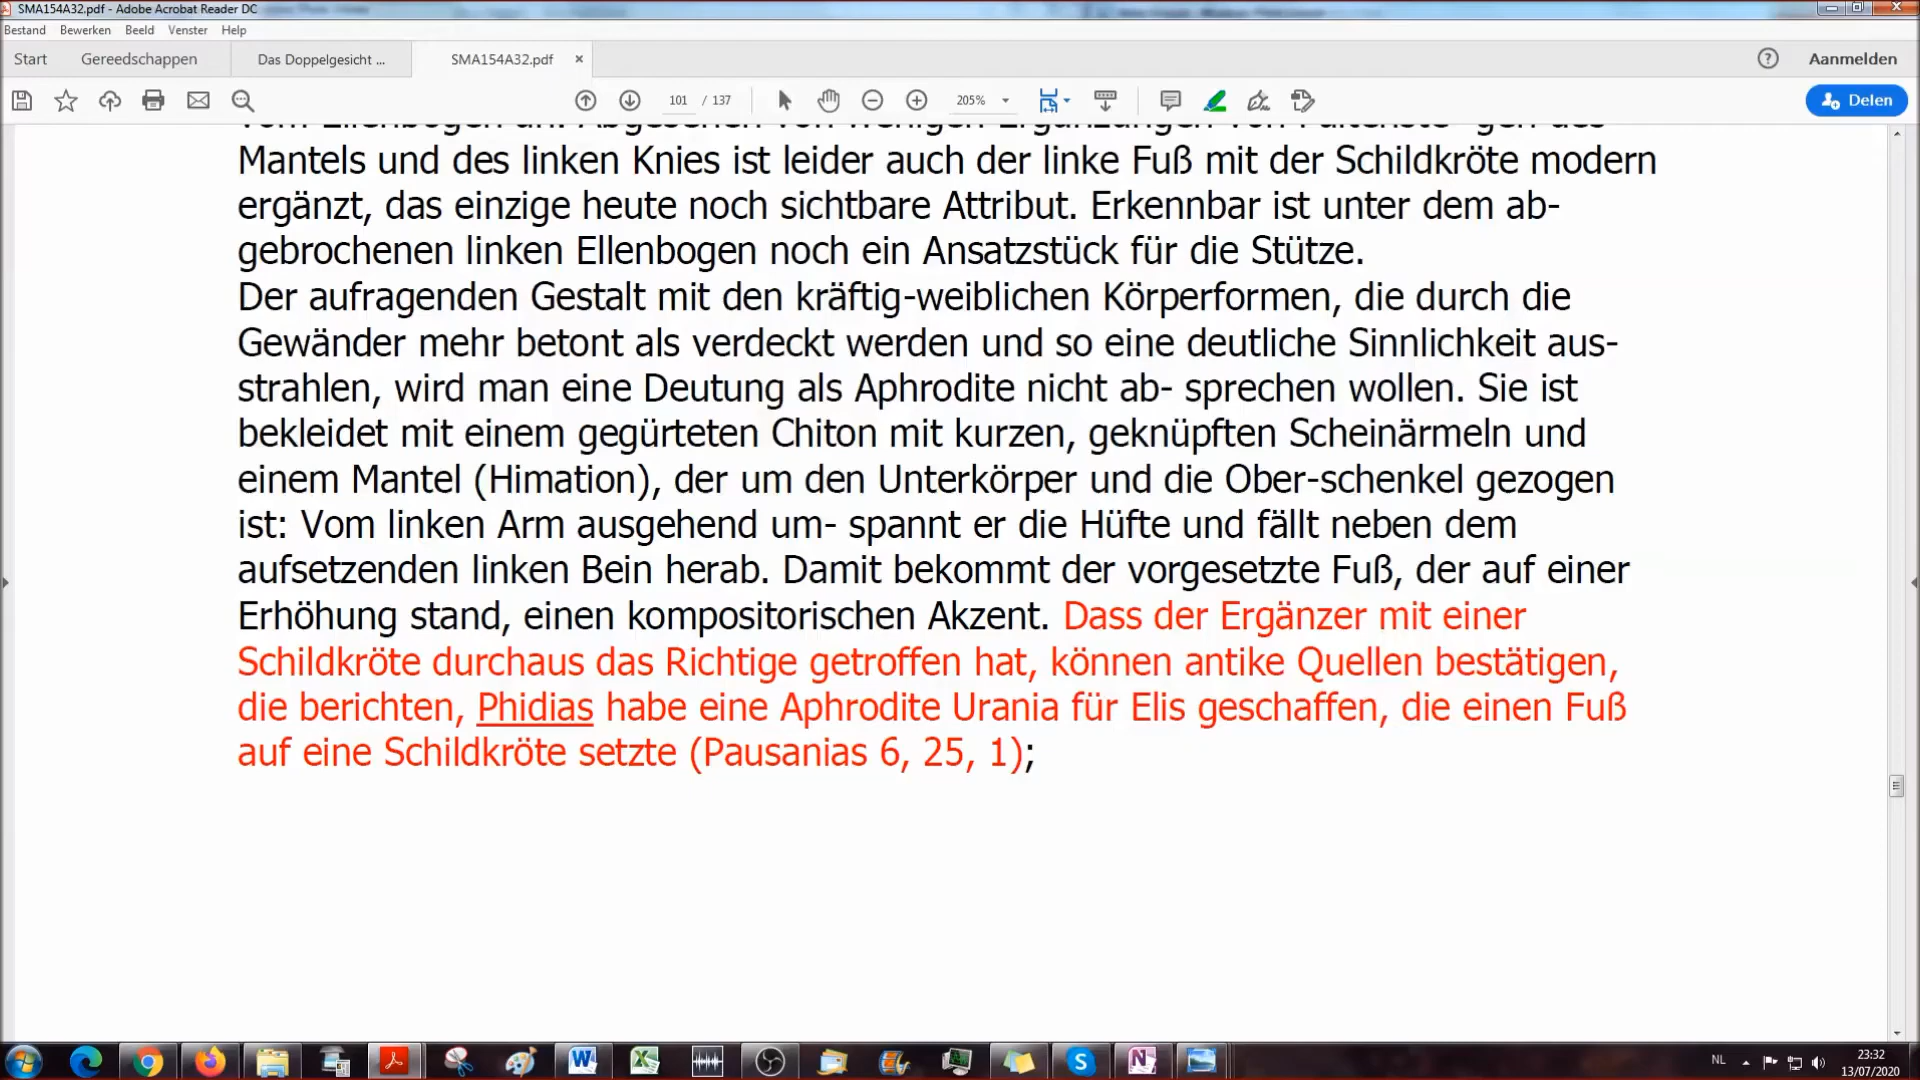 SMA154A32.pdf - Adobe Acrobat Reader DC
Bestand Bewerken Beeld Venster Help
Start Gereedschappen Das Doppelgesicht ... SMA154A32.pdf × Aanmelden
101 / 137 205% Delen
vom Ellenbogen an. Abgesehen von wenigen Ergänzungen von des
Mantels und des linken Knies ist leider auch der linke Fuß mit der Schildkröte modern
ergänzt, das einzige heute noch sichtbare Attribut. Erkennbar ist unter dem ab-
gebrochenen linken Ellenbogen noch ein Ansatzstück für die Stütze.
Der aufragenden Gestalt mit den kräftig-weiblichen Körperformen, die durch die
Gewänder mehr betont als verdeckt werden und so eine deutliche Sinnlichkeit aus-
strahlen, wird man eine Deutung als Aphrodite nicht ab- sprechen wollen. Sie ist
bekleidet mit einem gegürteten Chiton mit kurzen, geknüpften Scheinärmeln und
einem Mantel (Himation), der um den Unterkörper und die Ober-schenkel gezogen
ist: Vom linken Arm ausgehend um- spannt er die Hüfte und fällt neben dem
aufsetzenden linken Bein herab. Damit bekommt der vorgesetzte Fuß, der auf einer
Erhöhung stand, einen kompositorischen Akzent. Dass der Ergänzer mit einer
Schildkröte durchaus das Richtige getroffen hat, können antike Quellen bestätigen,
die berichten, Phidias habe eine Aphrodite Urania für Elis geschaffen, die einen Fuß
auf eine Schildkröte setzte (Pausanias 6, 25, 1);
NL 23:32
13/07/2020